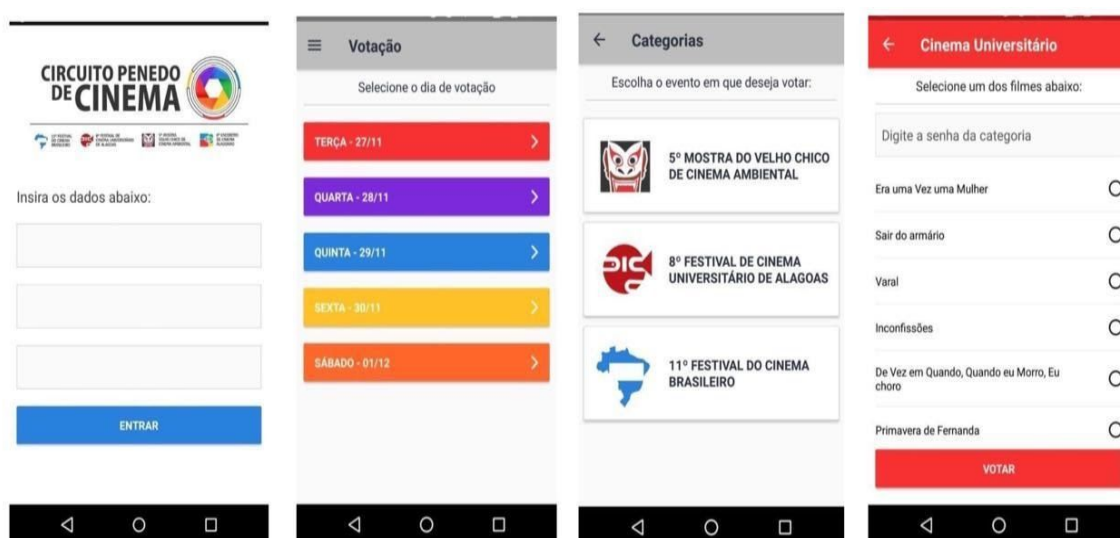 CIRCUITO PENEDO
DE CINEMA
Insira os dados abaixo:
ENTRAR
Votação
Selecione o dia de votação
TERÇA - 27/11
QUARTA - 28/11
QUINTA - 29/11
SEXTA - 30/11
SÁBADO - 01/12
Categorias
Escolha o evento em que deseja votar:
5º MOSTRA DO VELHO CHICO
DE CINEMA AMBIENTAL
8º FESTIVAL DE CINEMA
UNIVERSITÁRIO DE ALAGOAS
11º FESTIVAL DO CINEMA
BRASILEIRO
Cinema Universitário
Selecione um dos filmes abaixo:
Digite a senha da categoria
Era uma Vez uma Mulher
Sair do armário
Varal
Inconfissões
De Vez em Quando, Quando eu Morro, Eu
choro
Primavera de Fernanda
VOTAR